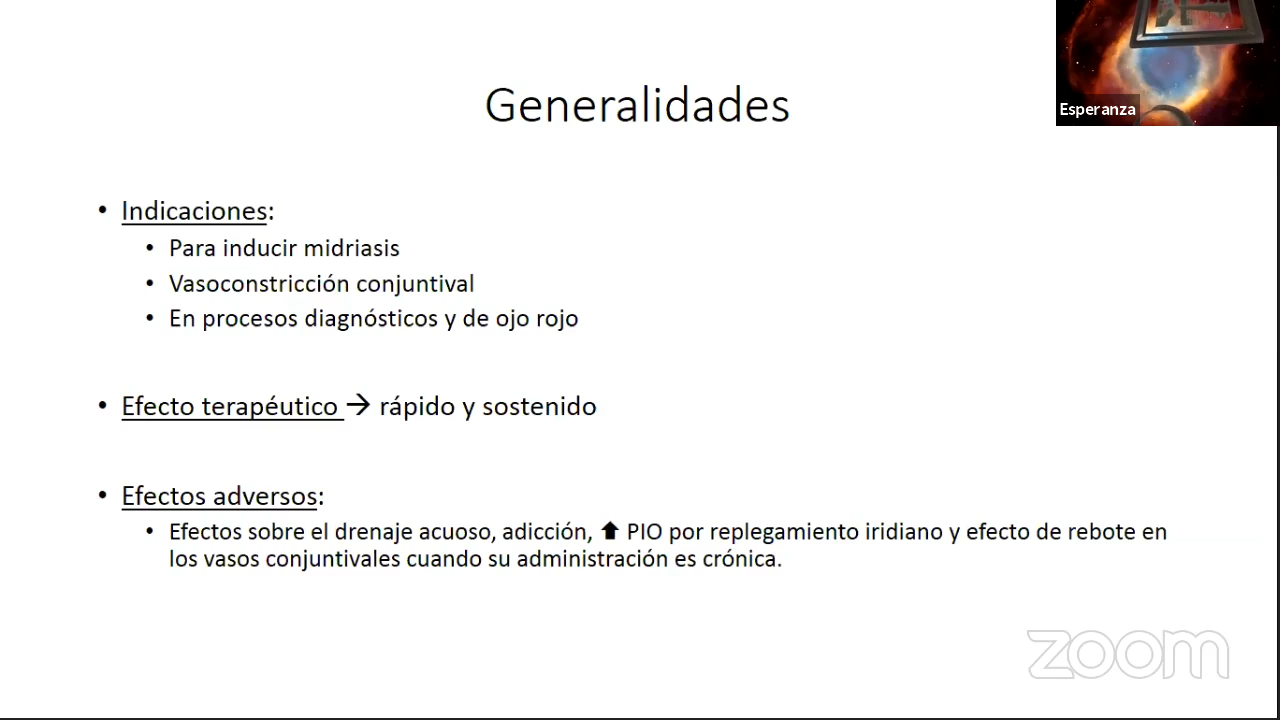 Generalidades
Esperanza
• Indicaciones:
• Para inducir midriasis
• Vasoconstricción conjuntival
• En procesos diagnósticos y de ojo rojo
• Efecto terapéutico → rápido y sostenido
• Efectos adversos:
• Efectos sobre el drenaje acuoso, adicción, ⬆ PIO por replegamiento iridiano y efecto de rebote en
los vasos conjuntivales cuando su administración es crónica.
zoom